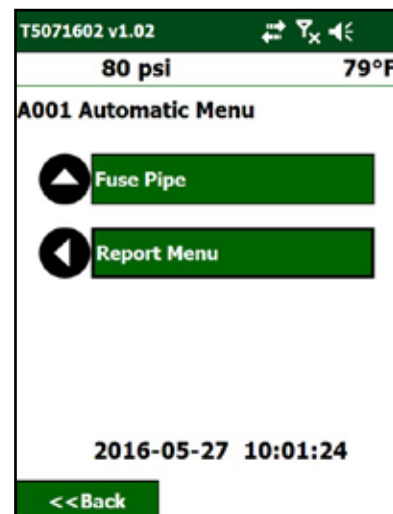 T5071602 v1.02
80 psi 79°F
A001 Automatic Menu
Fuse Pipe
Report Menu
2016-05-27 10:01:24
<<Back